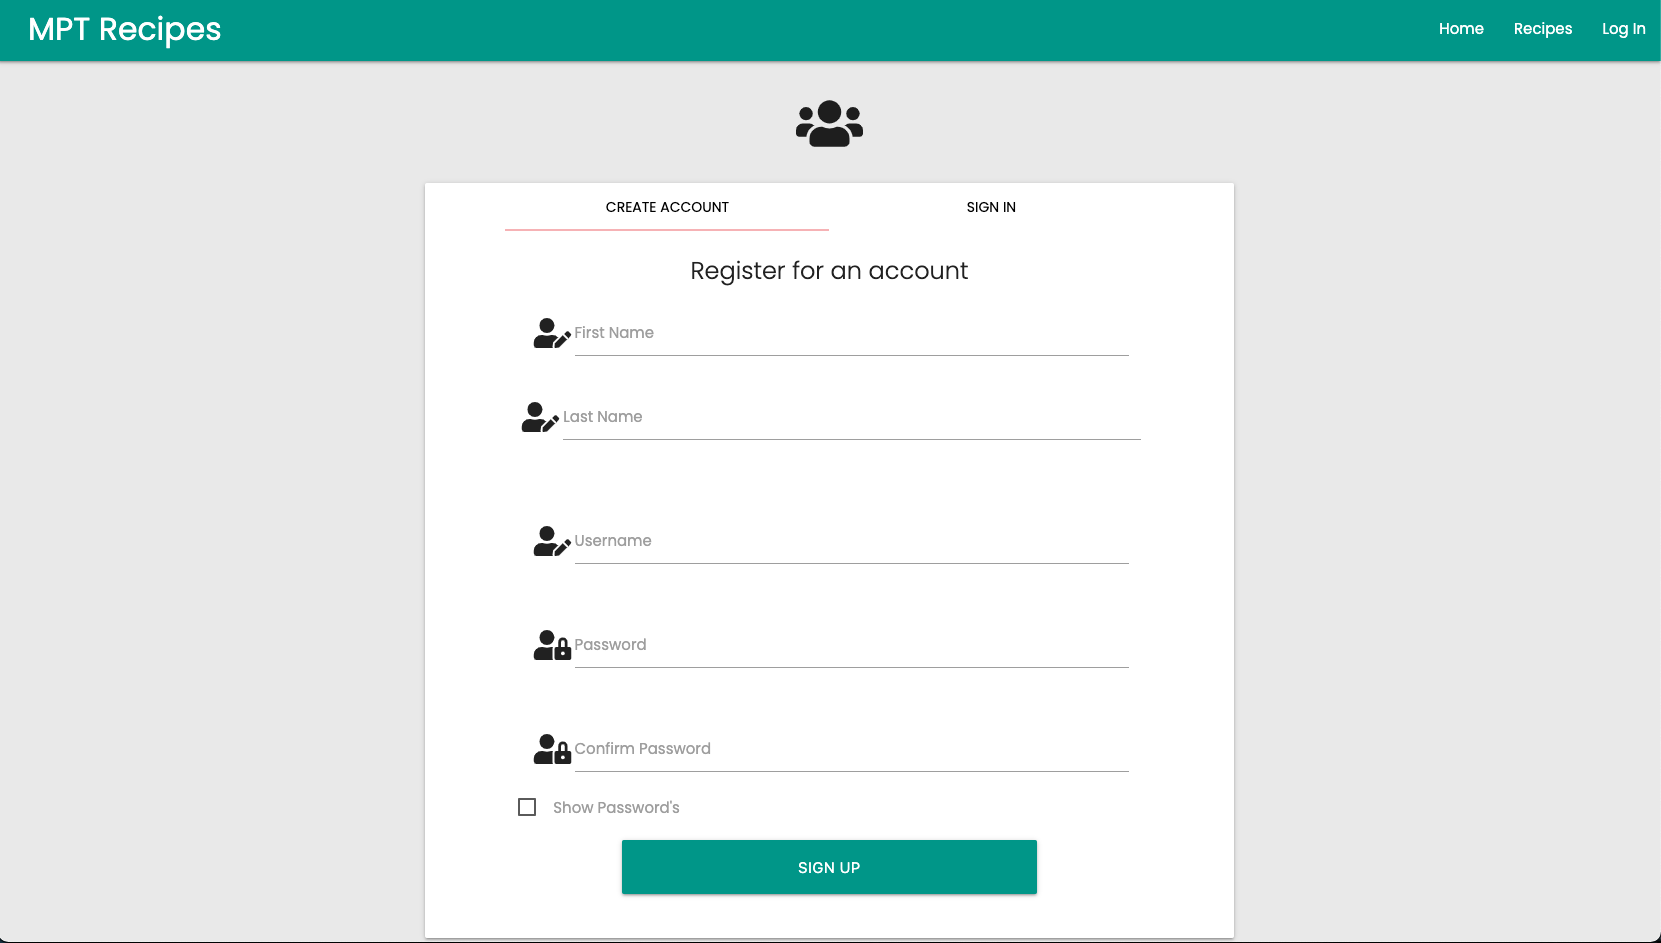 MPT Recipes
Home Recipes Log In
CREATE ACCOUNT SIGN IN
Register for an account
First Name
Last Name
Username
Password
Confirm Password
Show Password's
SIGN UP